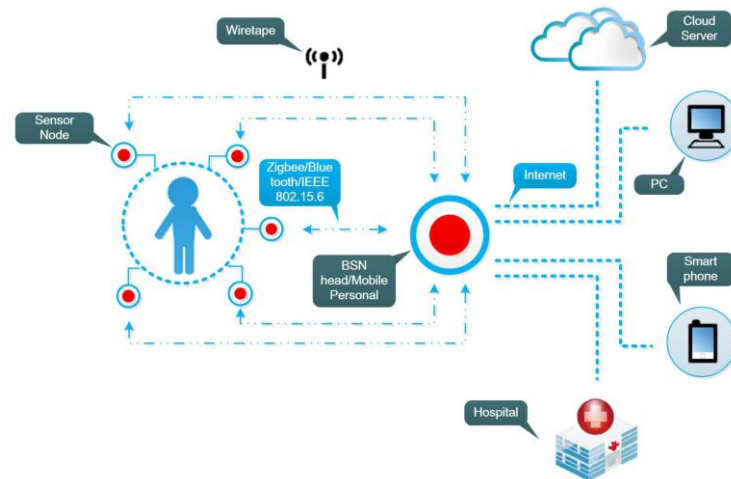 Wiretape
Cloud
Server
Sensor
Node
Zigbee/Blue
tooth/IEEE
802.15.6
Internet
PC
BSN
head/Mobile
Personal
Smart
phone
Hospital